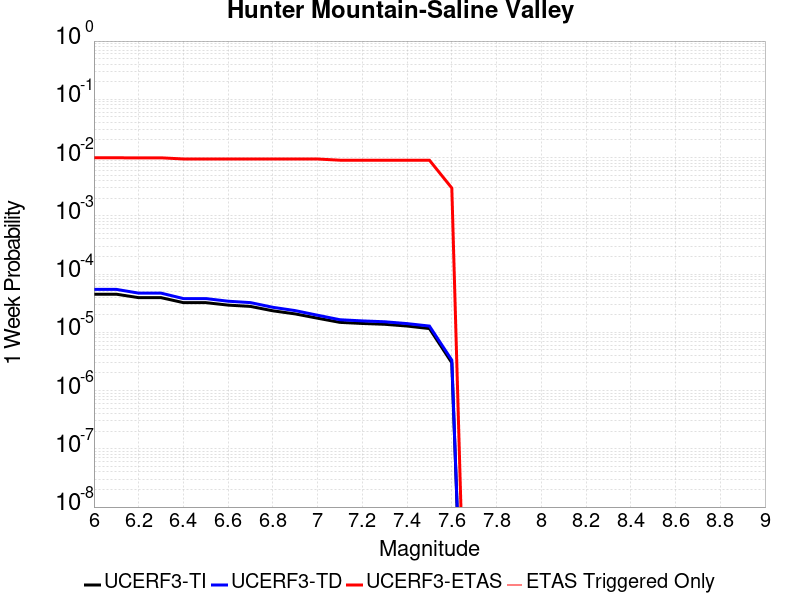 Hunter Mountain-Saline Valley
1 Week Probability
10^0
10^-1
10^-2
10^-3
10^-4
10^-5
10^-6
10^-7
10^-8
6 6.2 6.4 6.6 6.8 7 7.2 7.4 7.6 7.8 8 8.2 8.4 8.6 8.8 9
Magnitude
UCERF3-TI UCERF3-TD UCERF3-ETAS ETAS Triggered Only